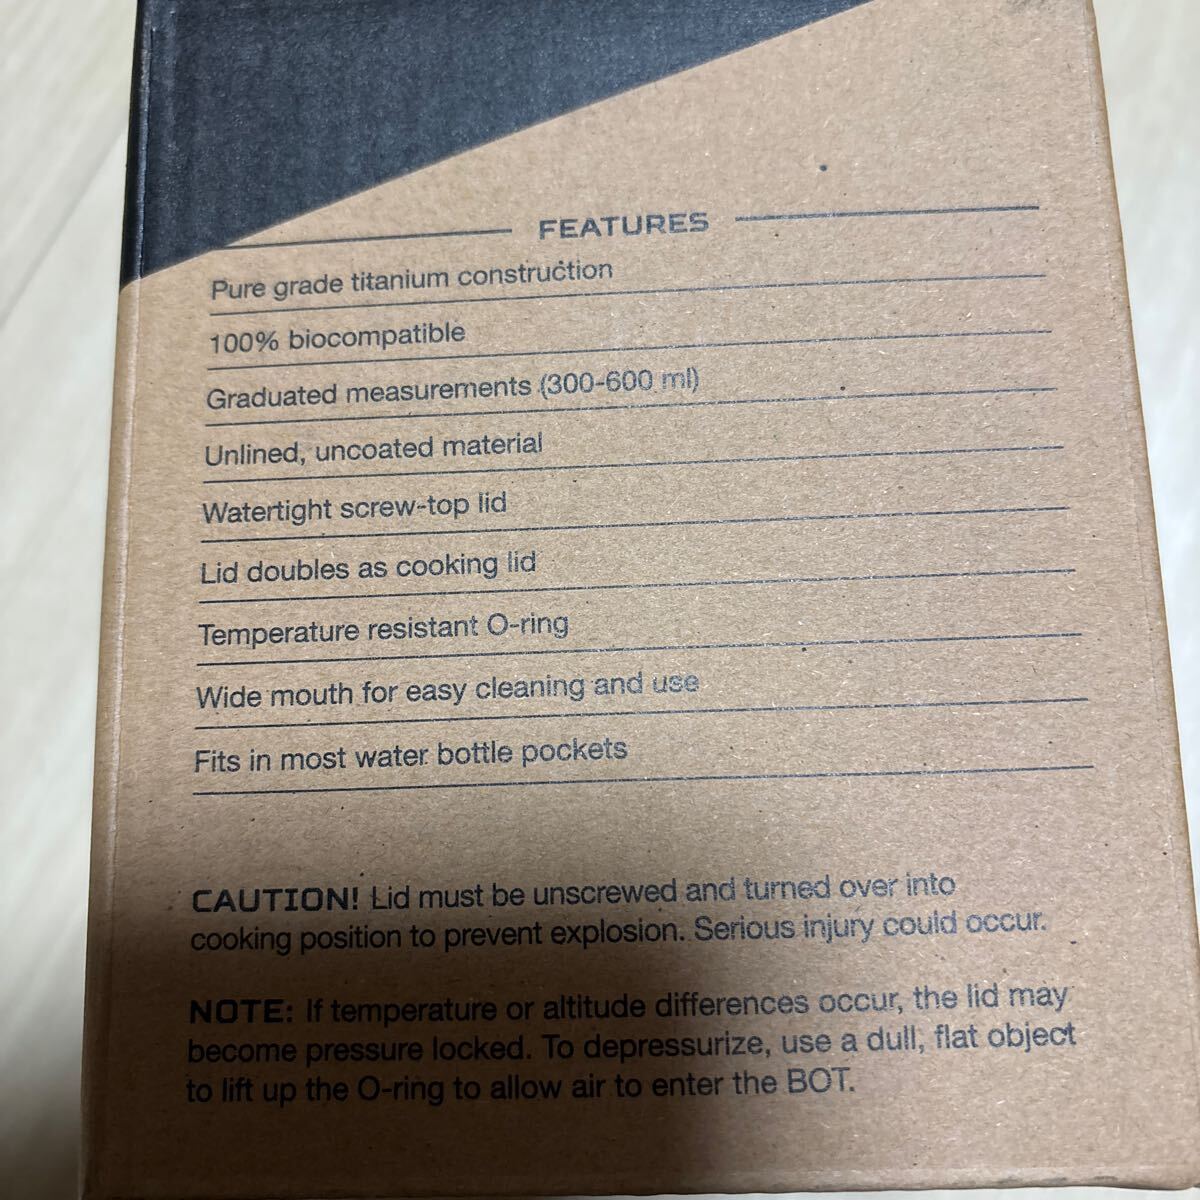 FEATURES
Pure grade titanium construction
100% biocompatible
Graduated measurements (300-600 ml)
Unlined, uncoated material
Watertight screw-top lid
Lid doubles as cooking lid
Temperature resistant O-ring
Wide mouth for easy cleaning and use
Fits in most water bottle pockets
CAUTION! Lid must be unscrewed and turned over into
cooking position to prevent explosion. Serious injury could occur.
NOTE: If temperature or altitude differences occur, the lid may
become pressure locked. To depressurize, use a dull, flat object
to lift up the O-ring to allow air to enter the BOT.